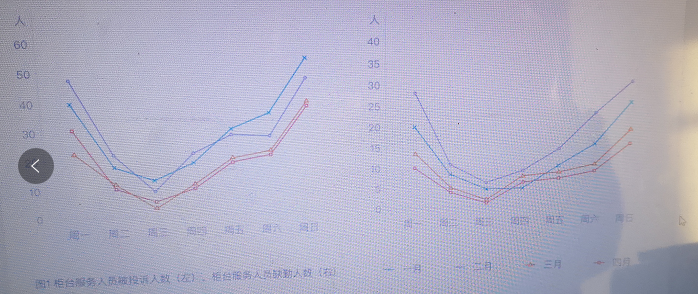 人
60
50
40
30
10
0
周一 周二 周三 周四 周五 周六 周日
人
40
35
30
25
20
15
10
5
0
周一 周二 周三 周四 周五 周六 周日
一月 二月 三月 四月
图1 柜台服务人员被投诉人数（左）、柜台服务人员缺勤人数（右）